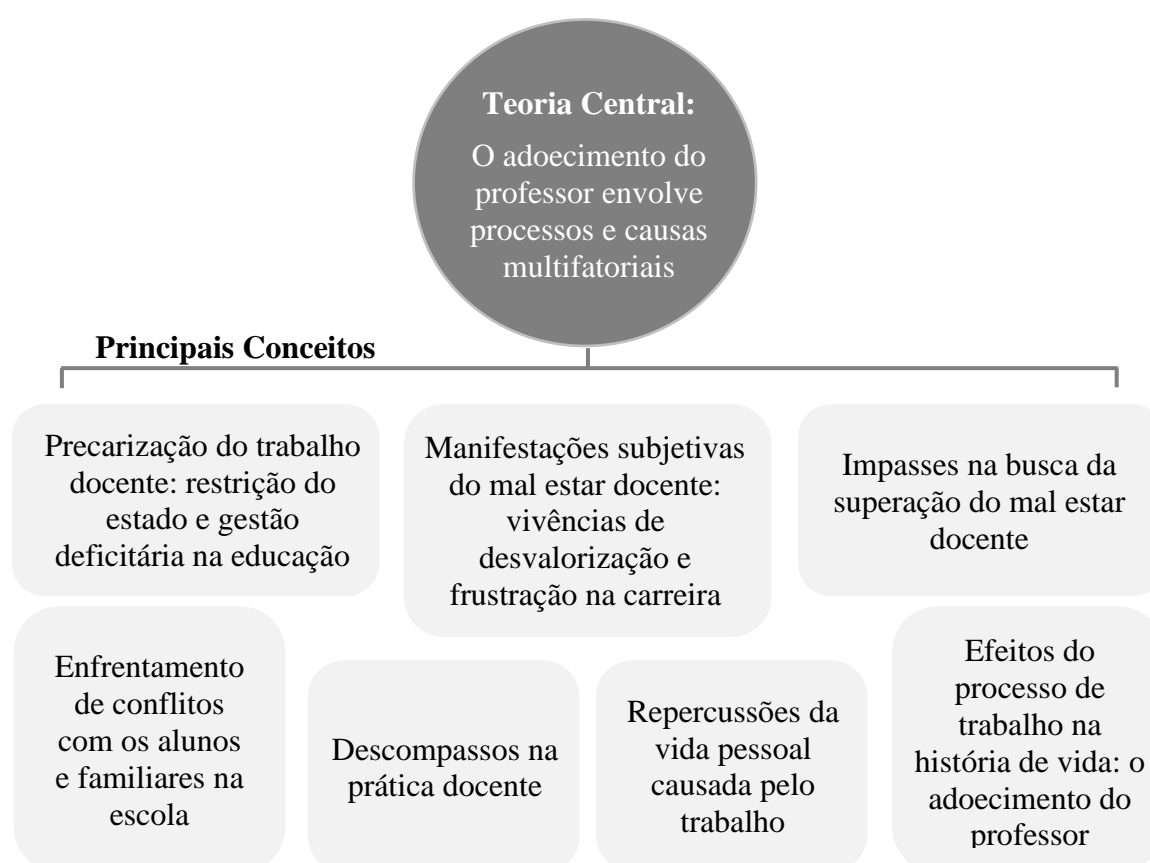 Teoria Central:
O adoecimento do
professor envolve
processos e causas
multifatoriais
Principais Conceitos
Precarização do trabalho
docente: restrição do
estado e gestão
deficitária na educação
Manifestações subjetivas
do mal estar docente:
vivências de
desvalorização e
frustração na carreira
Impasses na busca da
superação do mal estar
docente
Enfrentamento
de conflitos
com os alunos
e familiares na
escola
Descompassos na
prática docente
Repercussões da
vida pessoal
causada pelo
trabalho
Efeitos do
processo de
trabalho na
história de vida: o
adoecimento do
professor